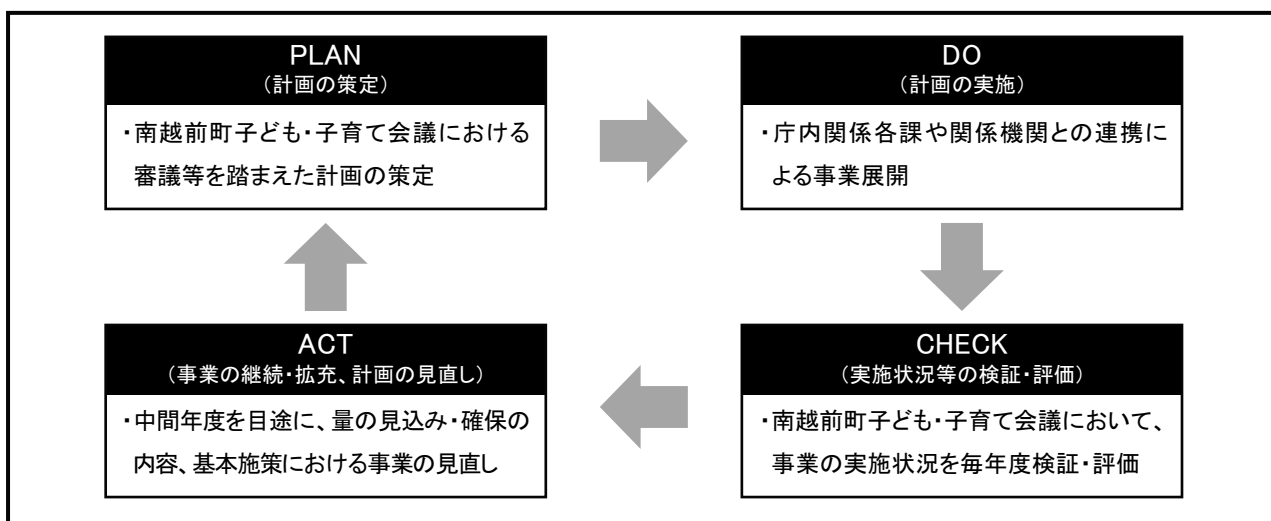 PLAN
（計画の策定）
・南越前町子ども・子育て会議における
審議等を踏まえた計画の策定
DO
（計画の実施）
・庁内関係各課や関係機関との連携に
よる事業展開
ACT
（事業の継続・拡充、計画の見直し）
・中間年度を目途に、量の見込み・確保の
内容、基本施策における事業の見直し
CHECK
（実施状況等の検証・評価）
・南越前町子ども・子育て会議において、
事業の実施状況を毎年度検証・評価